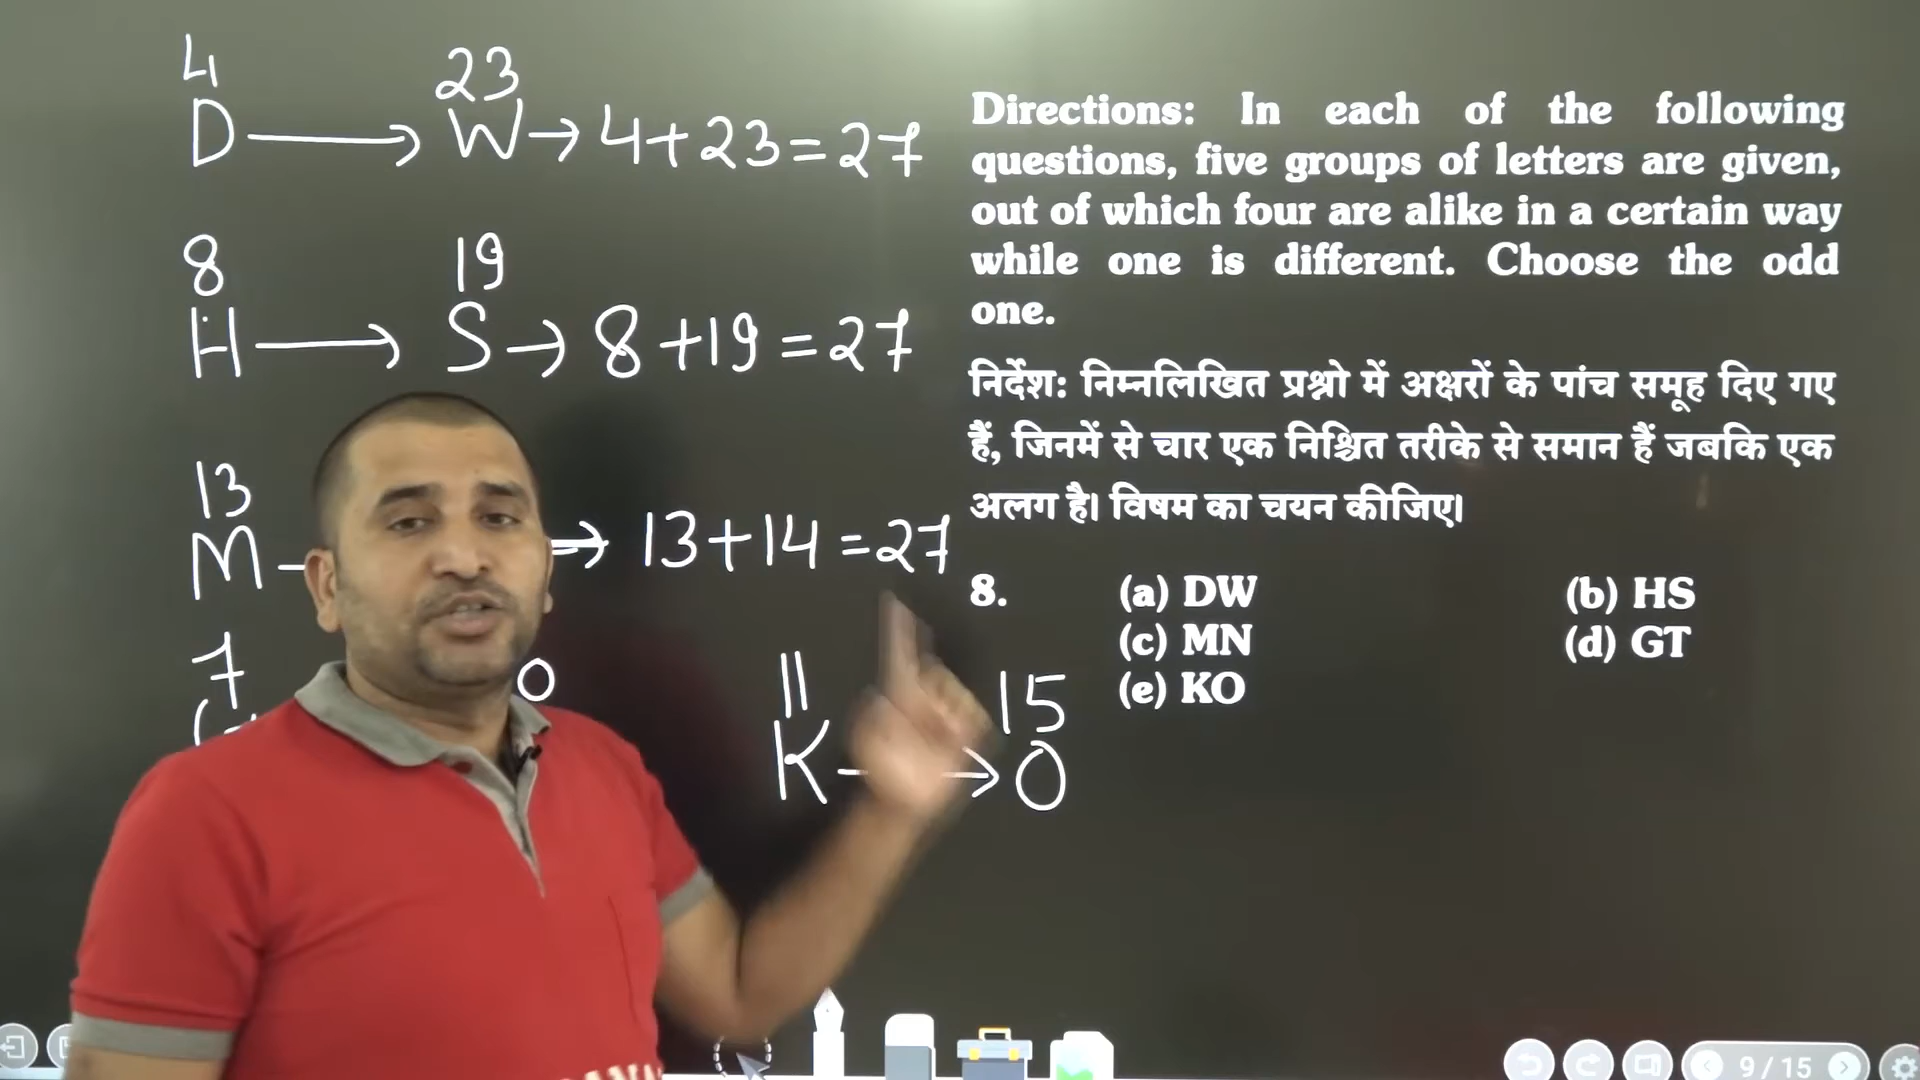 4 23
D → W → 4+23=27
8 19
H → S → 8+19=27
13
M → 13+14=27
7 0
11 15
K → O
Directions: In each of the following
questions, five groups of letters are given,
out of which four are alike in a certain way
while one is different. Choose the odd
one.
निर्देश: निम्नलिखित प्रश्नो में अक्षरों के पांच समूह दिए गए
हैं, जिनमें से चार एक निश्चित तरीके से समान हैं जबकि एक
अलग है। विषम का चयन कीजिए।
8. (a) DW (b) HS
(c) MN (d) GT
(e) KO
9 / 15